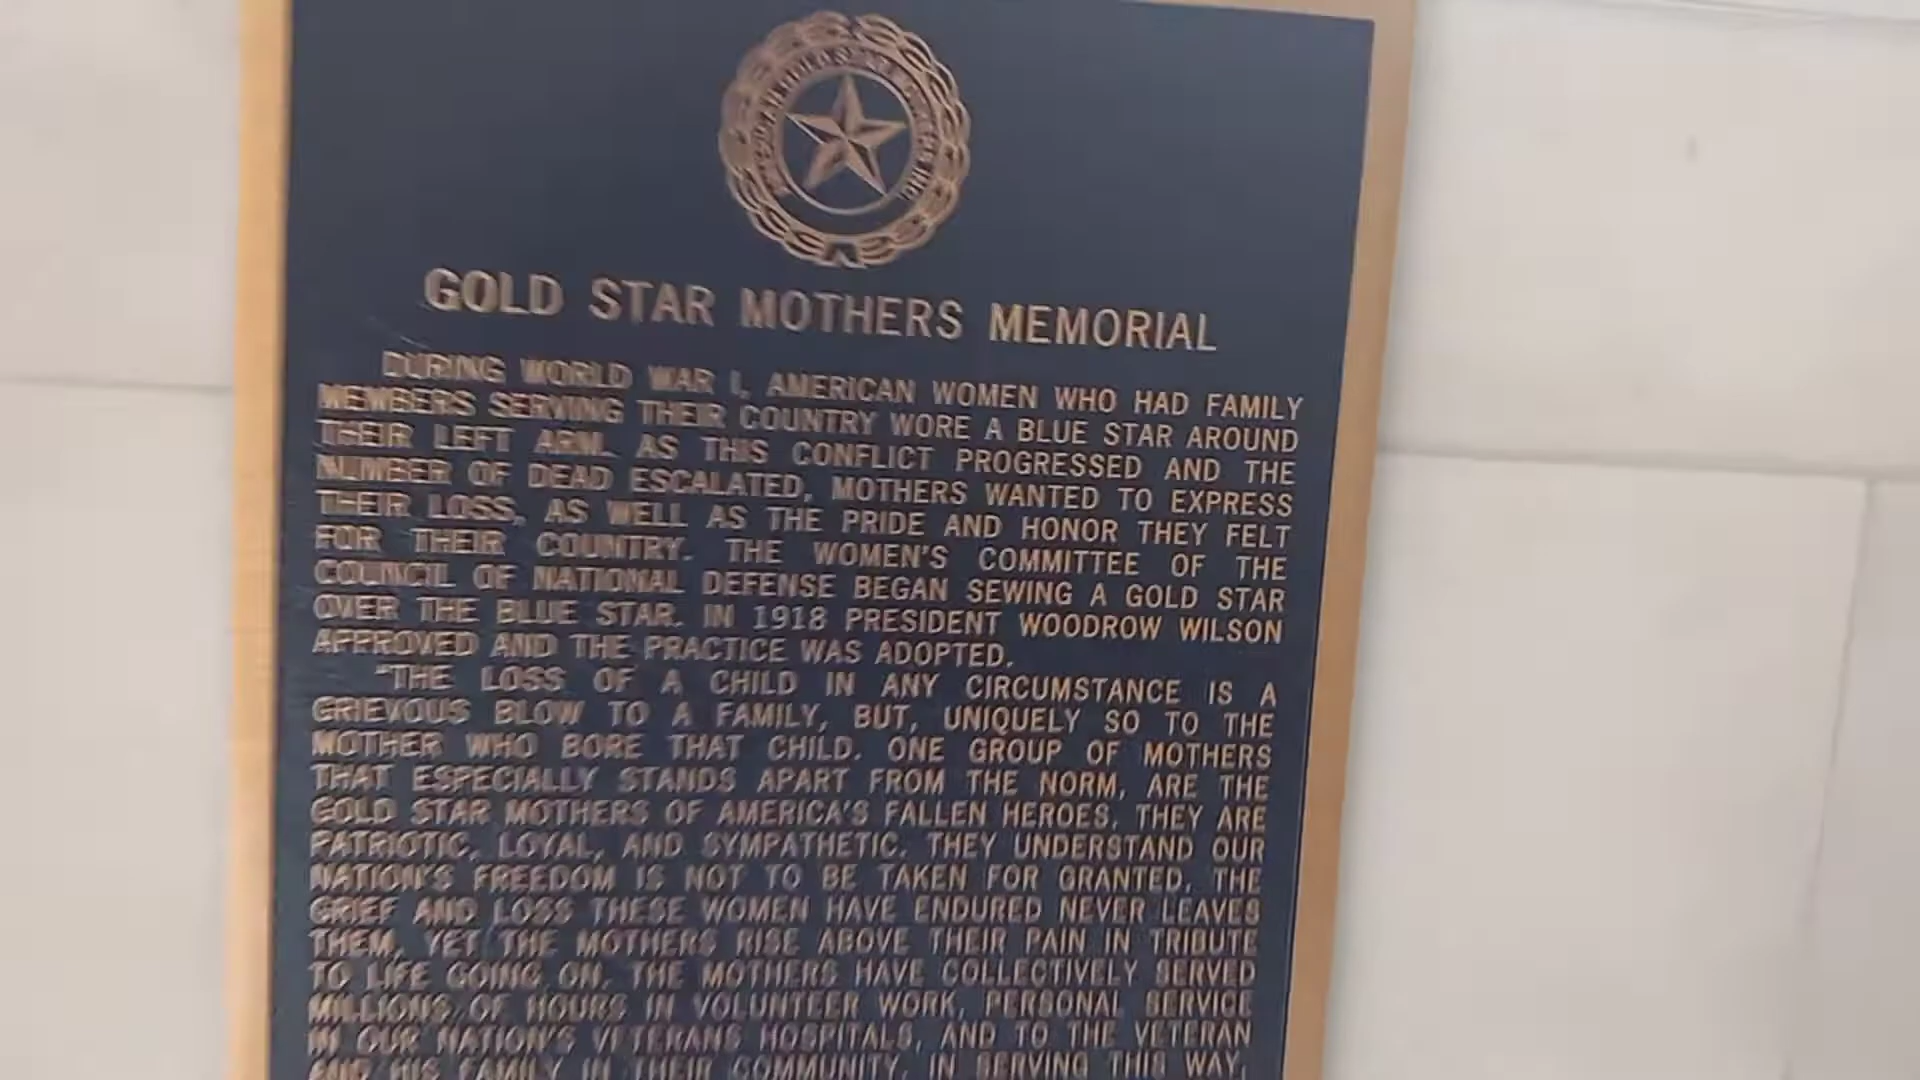 GOLD STAR MOTHERS MEMORIAL
DURING WORLD WAR I, AMERICAN WOMEN WHO HAD FAMILY
MEMBERS SERVING THEIR COUNTRY WORE A BLUE STAR AROUND
THEIR LEFT ARM. AS THIS CONFLICT PROGRESSED AND THE
NUMBER OF DEAD ESCALATED, MOTHERS WANTED TO EXPRESS
THEIR LOSS, AS WELL AS THE PRIDE AND HONOR THEY FELT
FOR THEIR COUNTRY. THE WOMEN'S COMMITTEE OF THE
COUNCIL OF NATIONAL DEFENSE BEGAN SEWING A GOLD STAR
OVER THE BLUE STAR. IN 1918 PRESIDENT WOODROW WILSON
APPROVED AND THE PRACTICE WAS ADOPTED.
"THE LOSS OF A CHILD IN ANY CIRCUMSTANCE IS A
GRIEVOUS BLOW TO A FAMILY, BUT, UNIQUELY SO TO THE
MOTHER WHO BORE THAT CHILD. ONE GROUP OF MOTHERS
THAT ESPECIALLY STANDS APART FROM THE NORM, ARE THE
GOLD STAR MOTHERS OF AMERICA'S FALLEN HEROES. THEY ARE
PATRIOTIC, LOYAL, AND SYMPATHETIC. THEY UNDERSTAND OUR
NATION'S FREEDOM IS NOT TO BE TAKEN FOR GRANTED. THE
GRIEF AND LOSS THESE WOMEN HAVE ENDURED NEVER LEAVES
THEM, YET THE MOTHERS RISE ABOVE THEIR PAIN IN TRIBUTE
TO LIFE GOING ON. THE MOTHERS HAVE COLLECTIVELY SERVED
MILLIONS OF HOURS IN VOLUNTEER WORK, PERSONAL SERVICE
IN OUR NATION'S VETERANS HOSPITALS, AND TO THE VETERAN
AND HIS FAMILY IN THEIR COMMUNITY. IN SERVING THIS WAY,